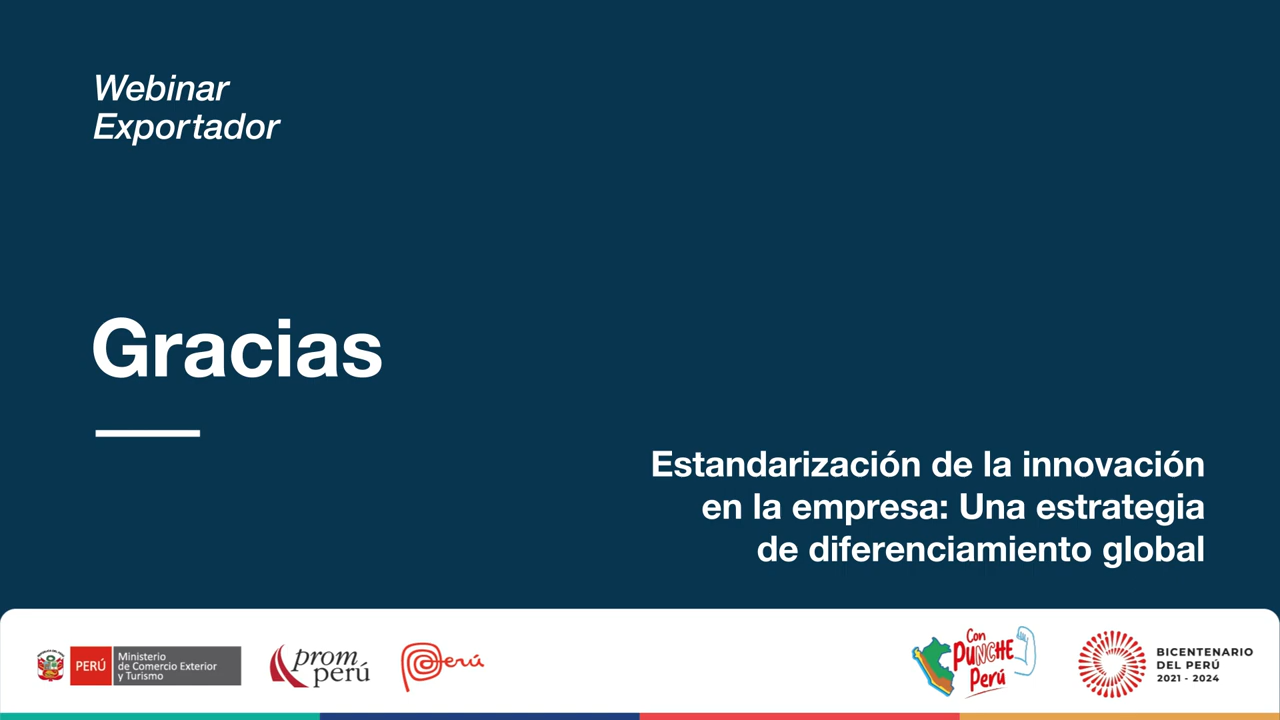 Webinar
Exportador
Gracias
Estandarización de la innovación
en la empresa: Una estrategia
de diferenciamiento global
PERÚ
Ministerio
de Comercio Exterior
y Turismo
prom
perú
Perú
Con
PUNCHE
Perú
BICENTENARIO
DEL PERÚ
2021 - 2024